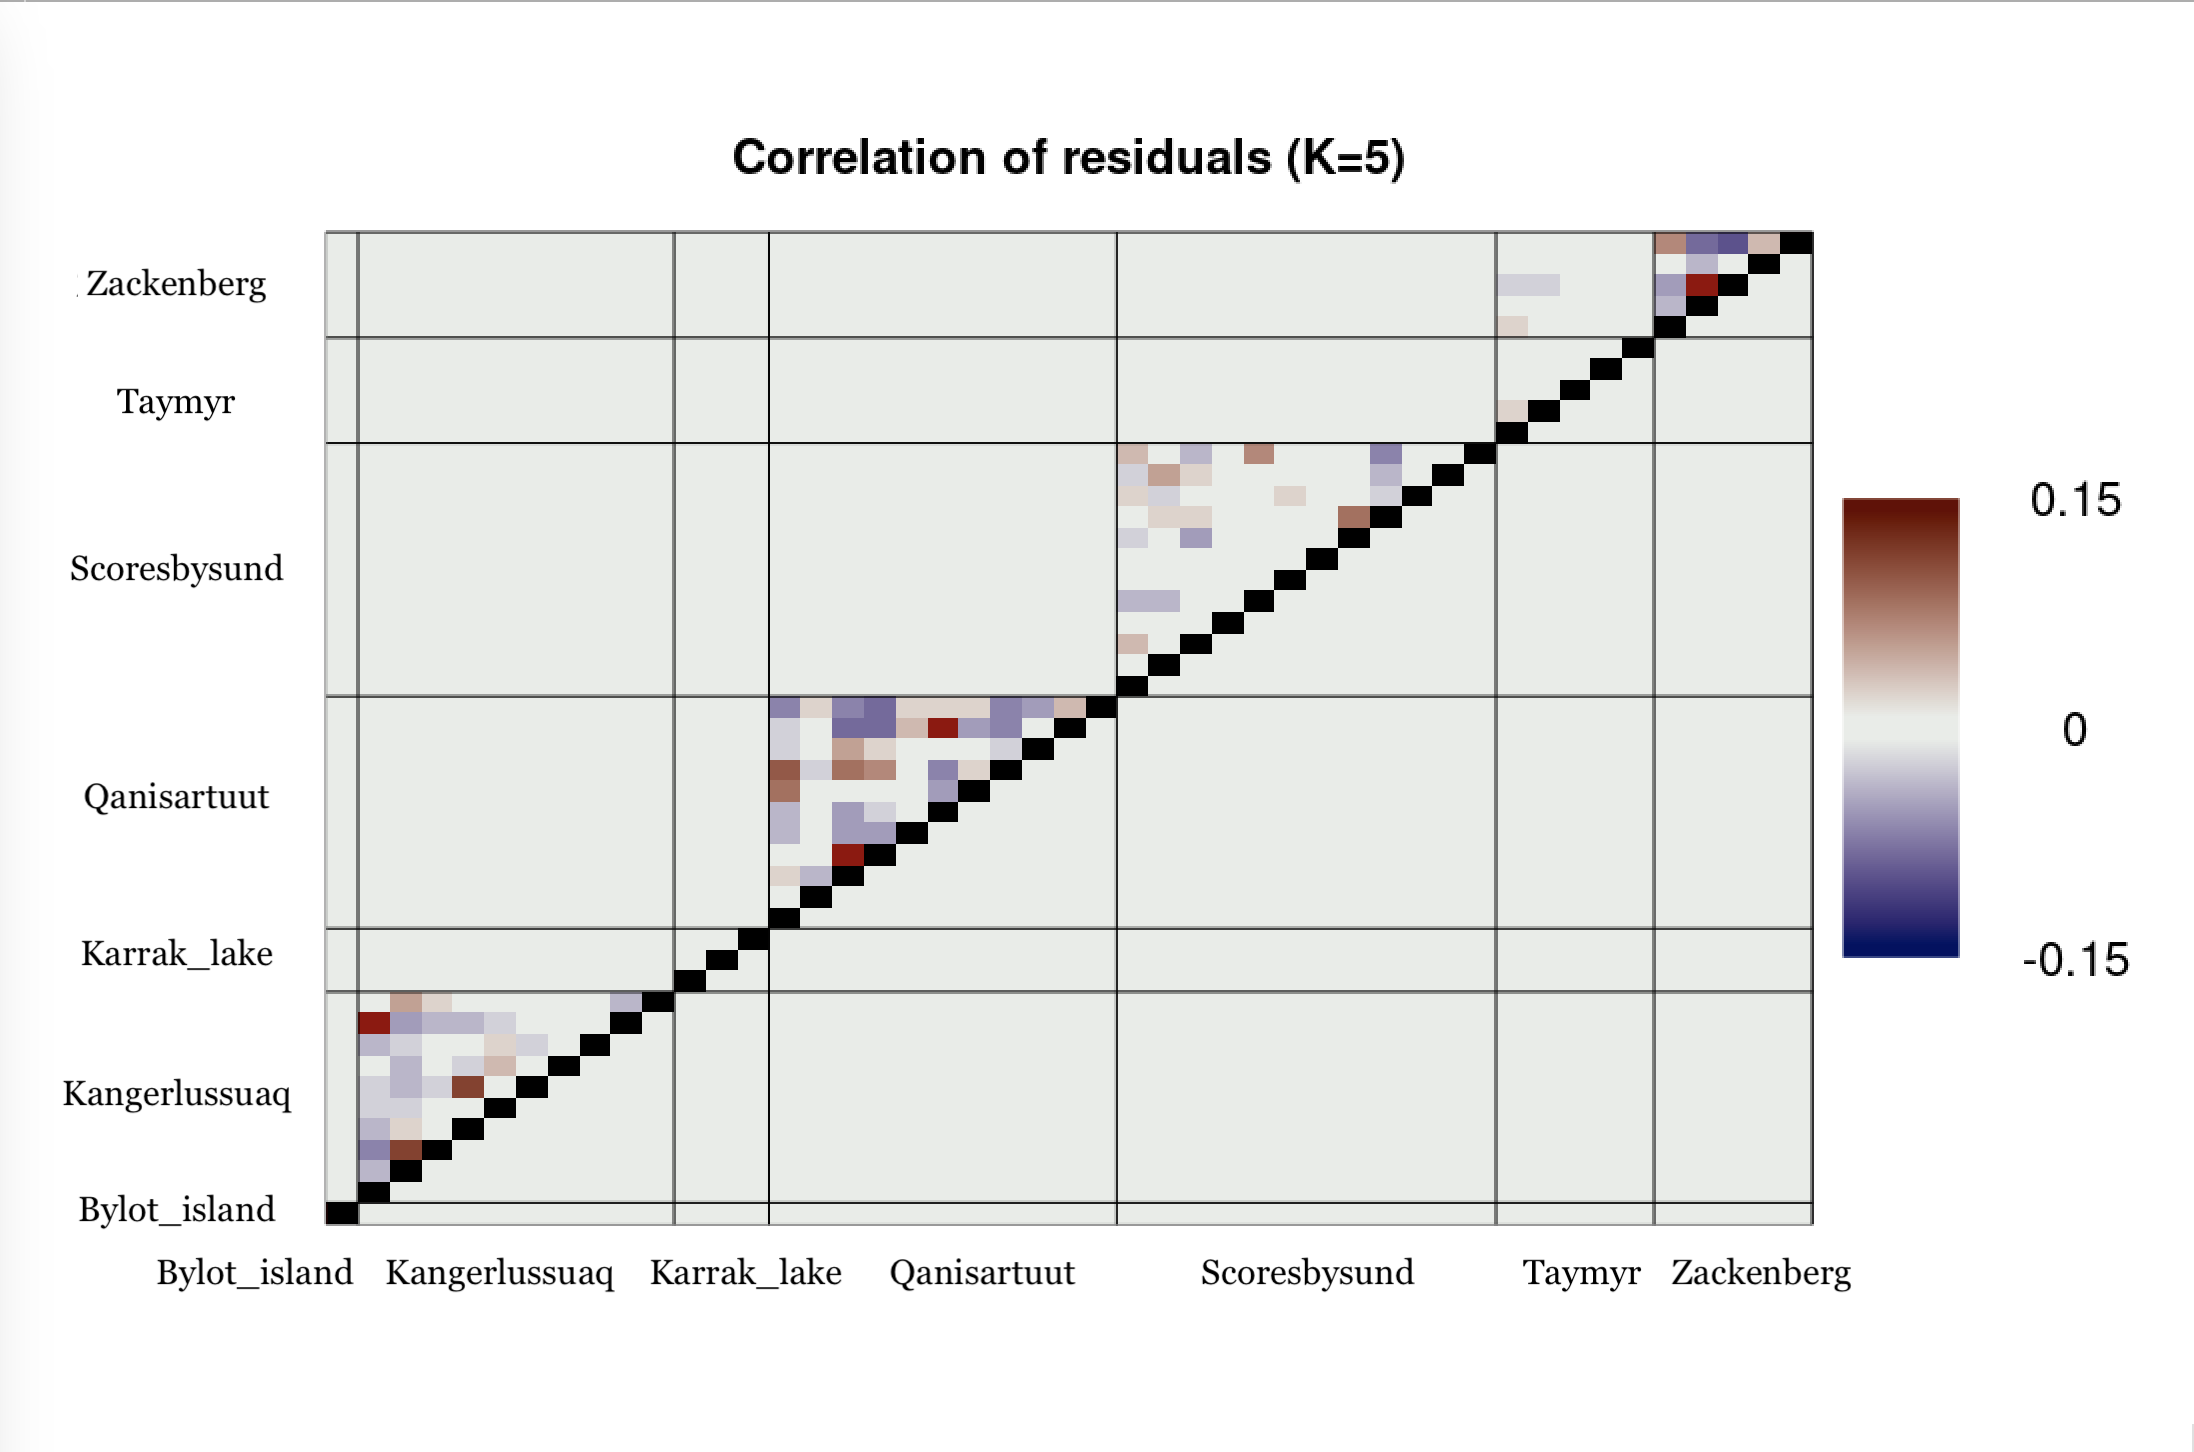 Correlation of residuals (K=5)
Zackenberg
Taymyr
Scoresbysund
Qanisartuut
Karrak_lake
Kangerlussuaq
Bylot_island
Bylot_island Kangerlussuaq Karrak_lake Qanisartuut Scoresbysund Taymyr Zackenberg
0.15
0
-0.15